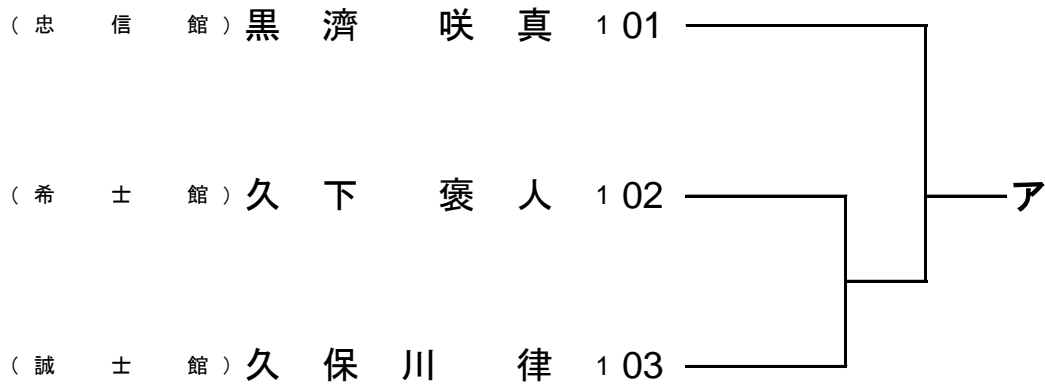 （忠信館）黒濟 咲真 1 01
（希士館）久下 褒人 1 02
ア
（誠士館）久保川 律 1 03